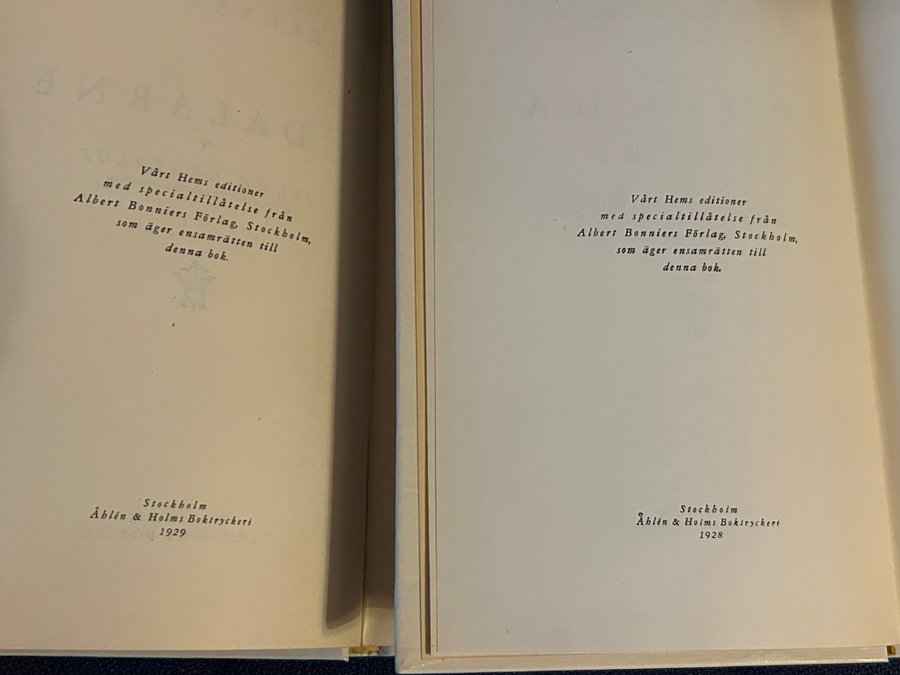 Vårt Hems editioner
med specialtillåtelse från
Albert Bonniers Förlag, Stockholm,
som äger ensamrätten till
denna bok.
Stockholm
Åhlén & Holms Boktryckeri
1929
Vårt Hems editioner
med specialtillåtelse från
Albert Bonniers Förlag, Stockholm,
som äger ensamrätten till
denna bok.
Stockholm
Åhlén & Holms Boktryckeri
1928
DALARNE